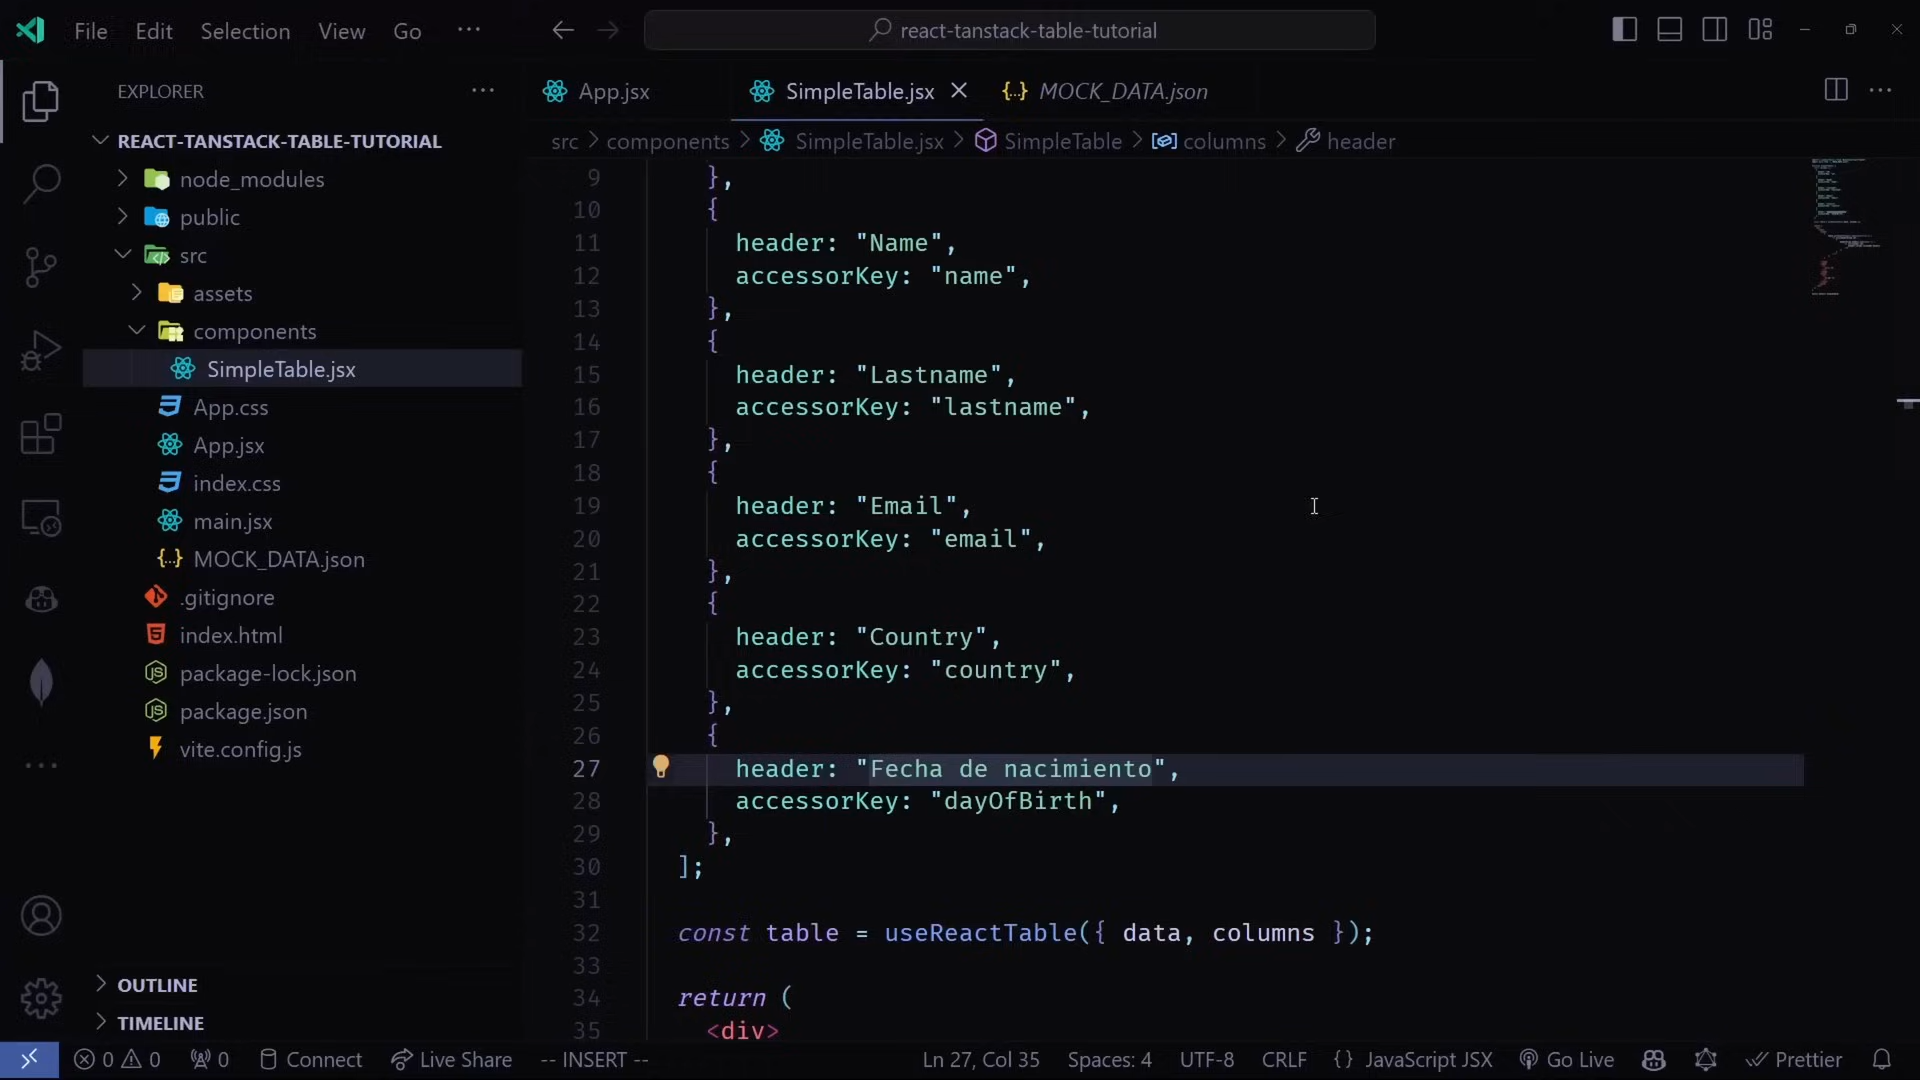 File Edit Selection View Go ···
react-tanstack-table-tutorial
EXPLORER
App.jsx
SimpleTable.jsx
{..} MOCK_DATA.json
REACT-TANSTACK-TABLE-TUTORIAL
src > components > SimpleTable.jsx > SimpleTable > columns > header
node_modules
public
src
assets
components
SimpleTable.jsx
App.css
App.jsx
index.css
main.jsx
{..} MOCK_DATA.json
.gitignore
index.html
package-lock.json
package.json
vite.config.js
OUTLINE
TIMELINE
9 },
10 {
11 header: "Name",
12 accessorKey: "name",
13 },
14 {
15 header: "Lastname",
16 accessorKey: "lastname",
17 },
18 {
19 header: "Email",
20 accessorKey: "email",
21 },
22 {
23 header: "Country",
24 accessorKey: "country",
25 },
26 {
27 header: "Fecha de nacimiento",
28 accessorKey: "dayOfBirth",
29 },
30 ];
31
32 const table = useReactTable({ data, columns });
33
34 return (
35 <div>
0 0 0 Connect Live Share -- INSERT -- Ln 27, Col 35 Spaces: 4 UTF-8 CRLF {} JavaScript JSX Go Live Prettier